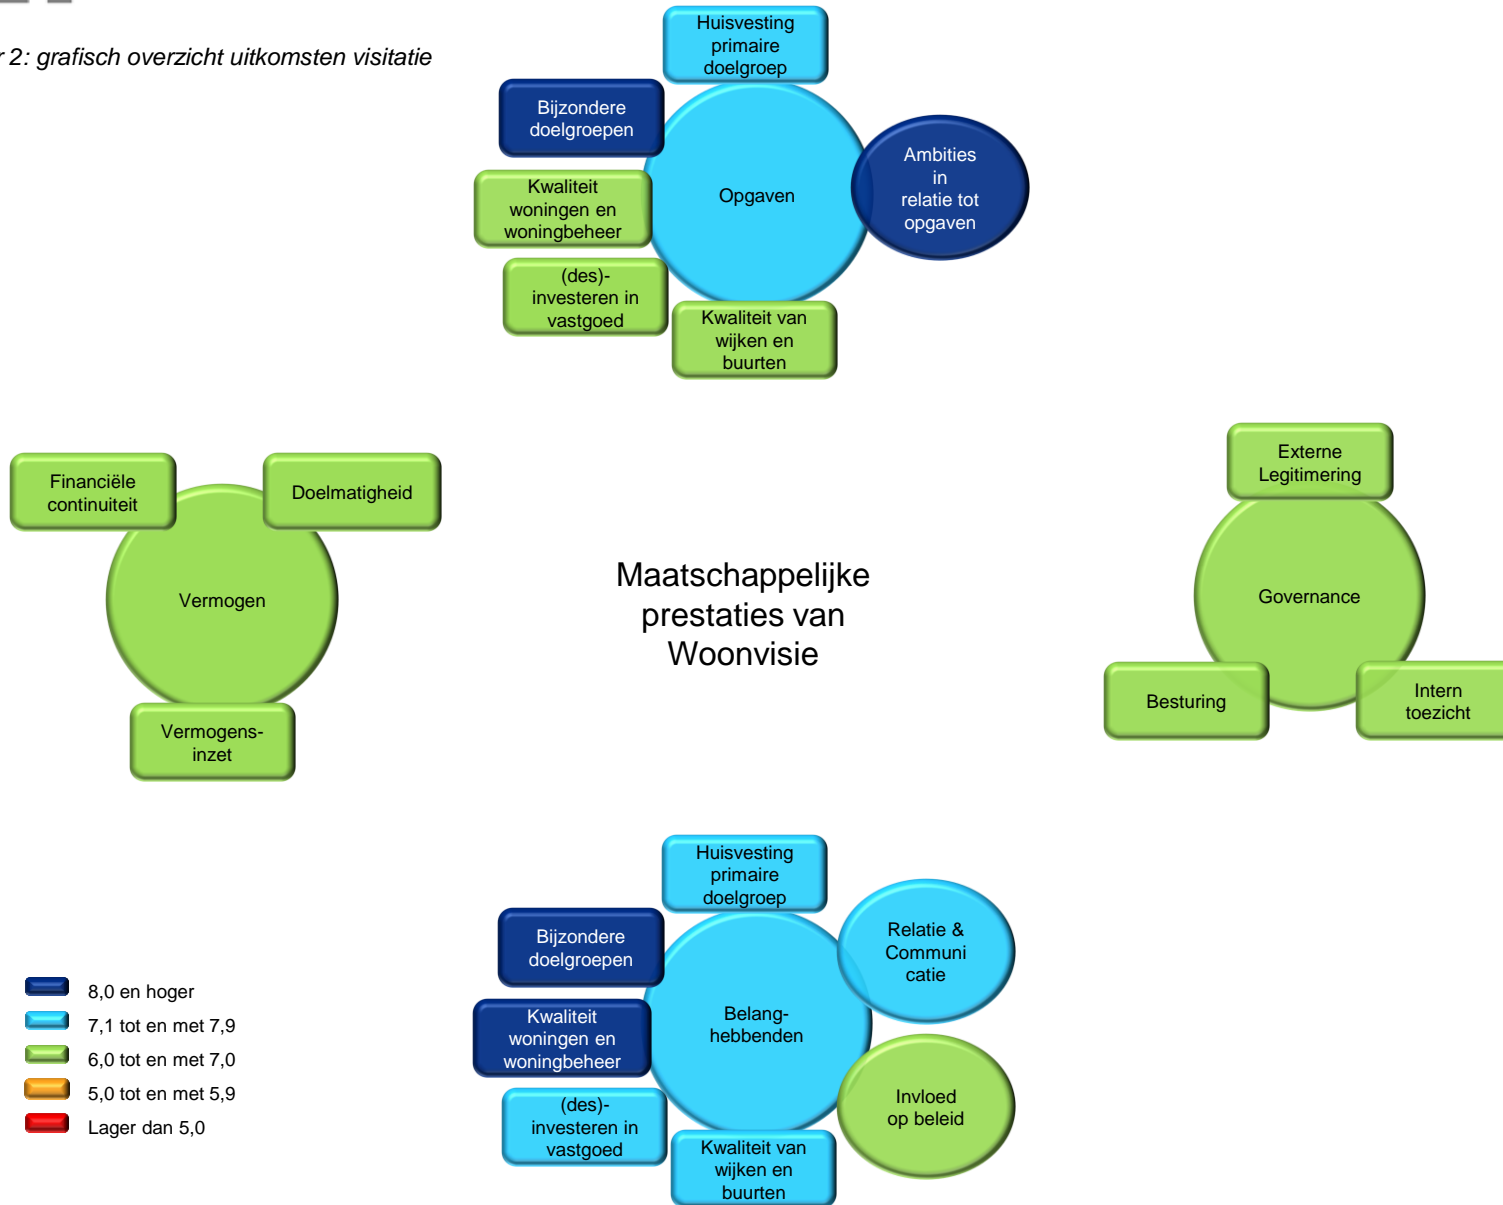 2: grafisch overzicht uitkomsten visitatie
Huisvesting
primaire
doelgroep
Bijzondere
doelgroepen
Kwaliteit
woningen en
woningbeheer
(des)-
investeren in
vastgoed
Kwaliteit van
wijken en
buurten
Opgaven
Ambities
in
relatie tot
opgaven
Financiële
continuiteit
Doelmatigheid
Vermogen
Vermogens-
inzet
Maatschappelijke
prestaties van
Woonvisie
Externe
Legitimering
Governance
Besturing
Intern
toezicht
Huisvesting
primaire
doelgroep
Bijzondere
doelgroepen
Kwaliteit
woningen en
woningbeheer
(des)-
investeren in
vastgoed
Kwaliteit van
wijken en
buurten
Belang-
hebbenden
Relatie &
Communi
catie
Invloed
op beleid
8,0 en hoger
7,1 tot en met 7,9
6,0 tot en met 7,0
5,0 tot en met 5,9
Lager dan 5,0